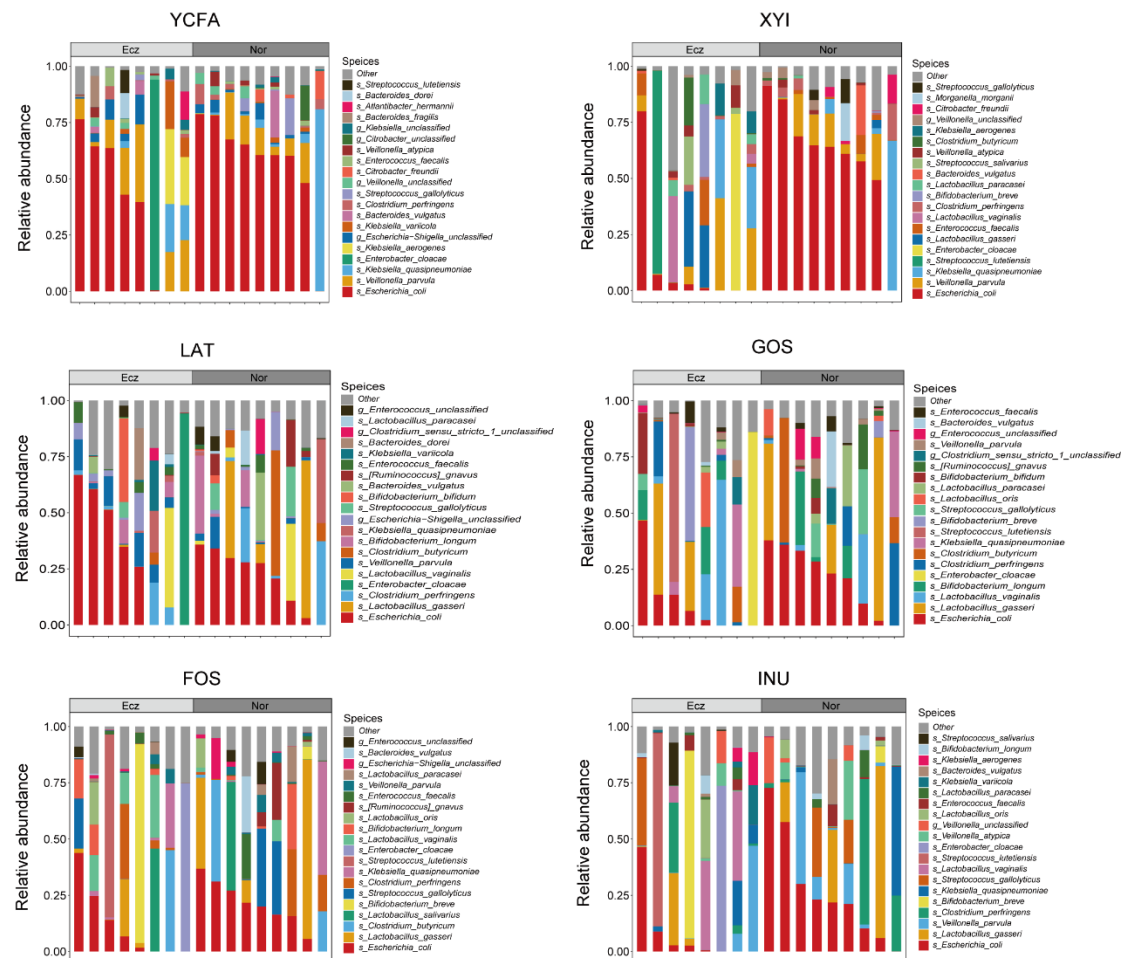 YCFA
Ecz
Nor
Relative abundance
1.00
0.75
0.50
0.25
0.00
Speices
Other
s_Streptococcus_lutetiensis
s_Bacteroides_dorei
s_Atlantibacter_hermannii
s_Bacteroides_fragilis
g_Klebsiella_unclassified
g_Citrobacter_unclassified
s_Veillonella_atypica
s_Enterococcus_faecalis
s_Citrobacter_freundii
g_Veillonella_unclassified
s_Streptococcus_gallolyticus
s_Clostridium_perfringens
s_Bacteroides_vulgatus
s_Klebsiella_variicola
g_Escherichia-Shigella_unclassified
s_Klebsiella_aerogenes
s_Enterobacter_cloacae
s_Klebsiella_quasipneumoniae
s_Veillonella_parvula
s_Escherichia_coli
XYI
Ecz
Nor
Relative abundance
1.00
0.75
0.50
0.25
0.00
Speices
Other
s_Streptococcus_gallolyticus
s_Morganella_morganii
s_Citrobacter_freundii
g_Veillonella_unclassified
s_Klebsiella_aerogenes
s_Clostridium_butyricum
s_Veillonella_atypica
s_Streptococcus_salivarius
s_Bacteroides_vulgatus
s_Lactobacillus_paracasei
s_Bifidobacterium_breve
s_Clostridium_perfringens
s_Lactobacillus_vaginalis
s_Enterococcus_faecalis
s_Lactobacillus_gasseri
s_Enterobacter_cloacae
s_Streptococcus_lutetiensis
s_Klebsiella_quasipneumoniae
s_Veillonella_parvula
s_Escherichia_coli
LAT
Ecz
Nor
Relative abundance
1.00
0.75
0.50
0.25
0.00
Speices
Other
g_Enterococcus_unclassified
s_Lactobacillus_paracasei
g_Clostridium_sensu_stricto_1_unclassified
s_Bacteroides_dorei
s_Klebsiella_variicola
s_Enterococcus_faecalis
s_[Ruminococcus]_gnavus
s_Bacteroides_vulgatus
s_Bifidobacterium_bifidum
s_Streptococcus_gallolyticus
g_Escherichia-Shigella_unclassified
s_Klebsiella_quasipneumoniae
s_Bifidobacterium_longum
s_Clostridium_butyricum
s_Veillonella_parvula
s_Lactobacillus_vaginalis
s_Enterobacter_cloacae
s_Clostridium_perfringens
s_Lactobacillus_gasseri
s_Escherichia_coli
GOS
Ecz
Nor
Relative abundance
1.00
0.75
0.50
0.25
0.00
Speices
Other
s_Enterococcus_faecalis
s_Bacteroides_vulgatus
g_Enterococcus_unclassified
s_Veillonella_parvula
g_Clostridium_sensu_stricto_1_unclassified
s_[Ruminococcus]_gnavus
s_Bifidobacterium_bifidum
s_Lactobacillus_paracasei
s_Lactobacillus_oris
s_Streptococcus_gallolyticus
s_Bifidobacterium_breve
s_Streptococcus_lutetiensis
s_Klebsiella_quasipneumoniae
s_Clostridium_butyricum
s_Clostridium_perfringens
s_Enterobacter_cloacae
s_Bifidobacterium_longum
s_Lactobacillus_vaginalis
s_Lactobacillus_gasseri
s_Escherichia_coli
FOS
Ecz
Nor
Relative abundance
1.00
0.75
0.50
0.25
0.00
Speices
Other
g_Enterococcus_unclassified
s_Bacteroides_vulgatus
g_Escherichia-Shigella_unclassified
s_Lactobacillus_paracasei
s_Veillonella_parvula
s_Enterococcus_faecalis
s_[Ruminococcus]_gnavus
s_Lactobacillus_oris
s_Bifidobacterium_longum
s_Lactobacillus_vaginalis
s_Enterobacter_cloacae
s_Streptococcus_lutetiensis
s_Klebsiella_quasipneumoniae
s_Clostridium_perfringens
s_Streptococcus_gallolyticus
s_Bifidobacterium_breve
s_Lactobacillus_salivarius
s_Clostridium_butyricum
s_Lactobacillus_gasseri
s_Escherichia_coli
INU
Ecz
Nor
Relative abundance
1.00
0.75
0.50
0.25
0.00
Speices
Other
s_Streptococcus_salivarius
s_Bifidobacterium_longum
s_Klebsiella_aerogenes
s_Bacteroides_vulgatus
s_Klebsiella_variicola
s_Lactobacillus_paracasei
s_Enterococcus_faecalis
s_Lactobacillus_oris
g_Veillonella_unclassified
s_Veillonella_atypica
s_Enterobacter_cloacae
s_Streptococcus_lutetiensis
s_Lactobacillus_vaginalis
s_Streptococcus_gallolyticus
s_Klebsiella_quasipneumoniae
s_Bifidobacterium_breve
s_Clostridium_perfringens
s_Veillonella_parvula
s_Lactobacillus_gasseri
s_Escherichia_coli